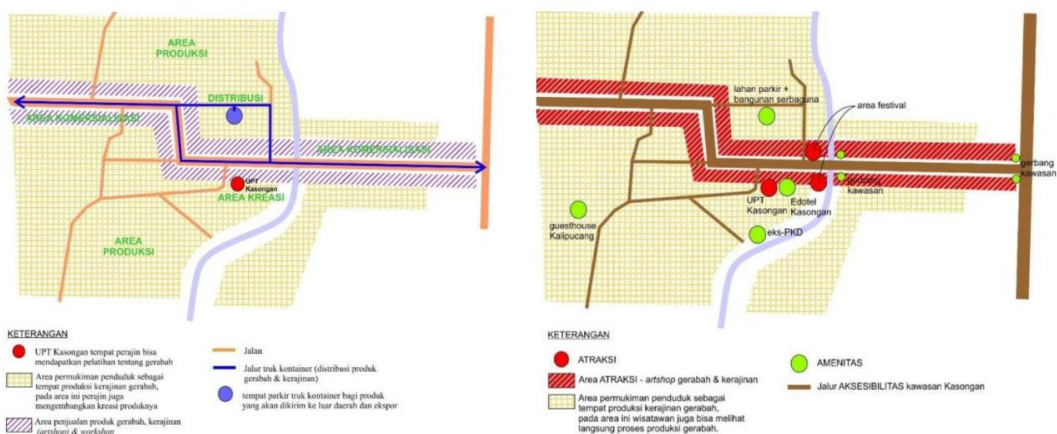 AREA
PRODUKSI
DISTRIBUSI
AREA KOMERSIALISASI
AREA KOMERSIALISASI
UPT
Kasongan
AREA KREASI
AREA
PRODUKSI
KETERANGAN
UPT Kasongan tempat perajin bisa
mendapatkan pelatihan tentang gerabah
Area permukiman penduduk sebagai
tempat produksi kerajinan gerabah,
pada area ini perajin juga
mengembangkan kreasi produknya
Area penjualan produk gerabah, kerajinan
(artshop) & workshop
Jalan
Jalur truk kontainer (distribusi produk
gerabah & kerajinan)
tempat parkir truk kontainer bagi produk
yang akan dikirim ke luar daerah dan ekspor
lahan parkir +
bangunan serbaguna
area festival
gerbang
kawasan
gerbang
kawasan
UPT
Kasongan
Edotel
Kasongan
guesthouse
Kalipucang
eks-PKD
KETERANGAN
ATRAKSI
Area ATRAKSI - artshop gerabah & kerajinan
Area permukiman penduduk sebagai
tempat produksi kerajinan gerabah,
pada area ini wisatawan juga bisa melihat
langsung proses produksi gerabah.
AMENITAS
Jalur AKSESIBILITAS kawasan Kasongan